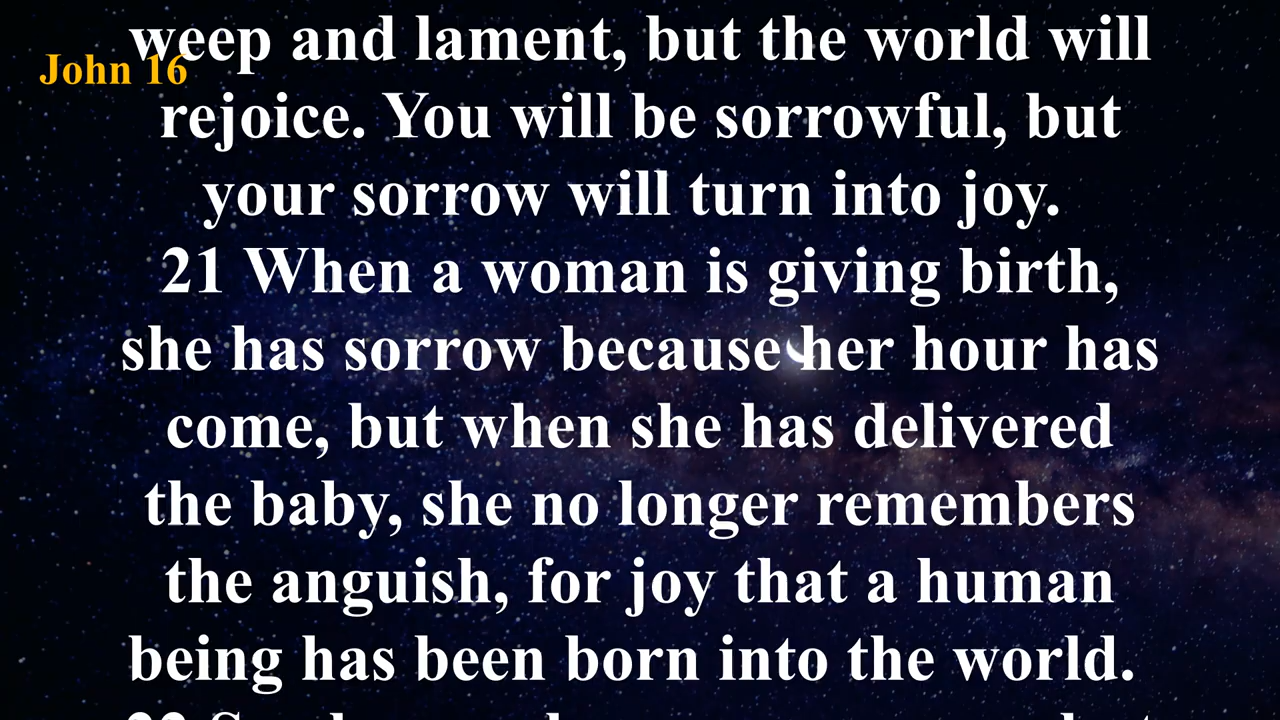 John 16
weep and lament, but the world will
rejoice. You will be sorrowful, but
your sorrow will turn into joy.
21 When a woman is giving birth,
she has sorrow because her hour has
come, but when she has delivered
the baby, she no longer remembers
the anguish, for joy that a human
being has been born into the world.